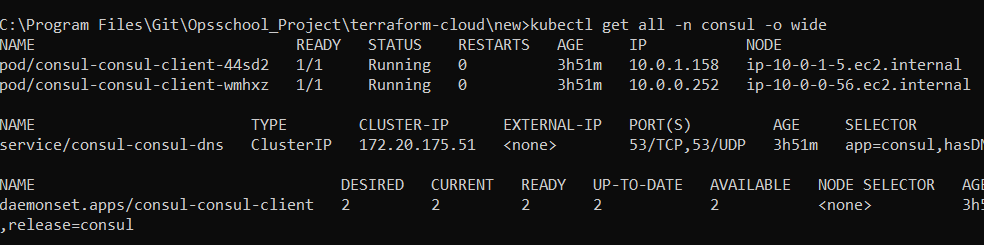 C:\Program Files\Git\Opsschool_Project\terraform-cloud\new>kubectl get all -n consul -o wide
NAME READY STATUS RESTARTS AGE IP NODE
pod/consul-consul-client-44sd2 1/1 Running 0 3h51m 10.0.1.158 ip-10-0-1-5.ec2.internal
pod/consul-consul-client-wmhxz 1/1 Running 0 3h51m 10.0.0.252 ip-10-0-0-56.ec2.internal
NAME TYPE CLUSTER-IP EXTERNAL-IP PORT(S) AGE SELECTOR
service/consul-consul-dns ClusterIP 172.20.175.51 <none> 53/TCP,53/UDP 3h51m app=consul,hasDN
NAME DESIRED CURRENT READY UP-TO-DATE AVAILABLE NODE SELECTOR AGE
daemonset.apps/consul-consul-client 2 2 2 2 2 <none> 3h5
,release=consul